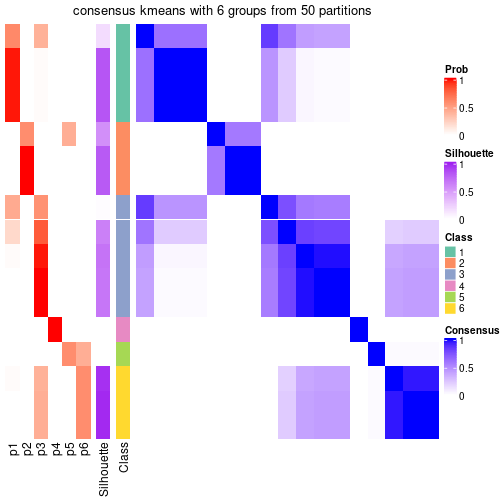 consensus kmeans with 6 groups from 50 partitions
Prob
1
0.5
0
Silhouette
1
0.5
0
Class
1
2
3
4
5
6
Consensus
1
0.5
0
p1
p2
p3
p4
p5
p6
Silhouette
Class